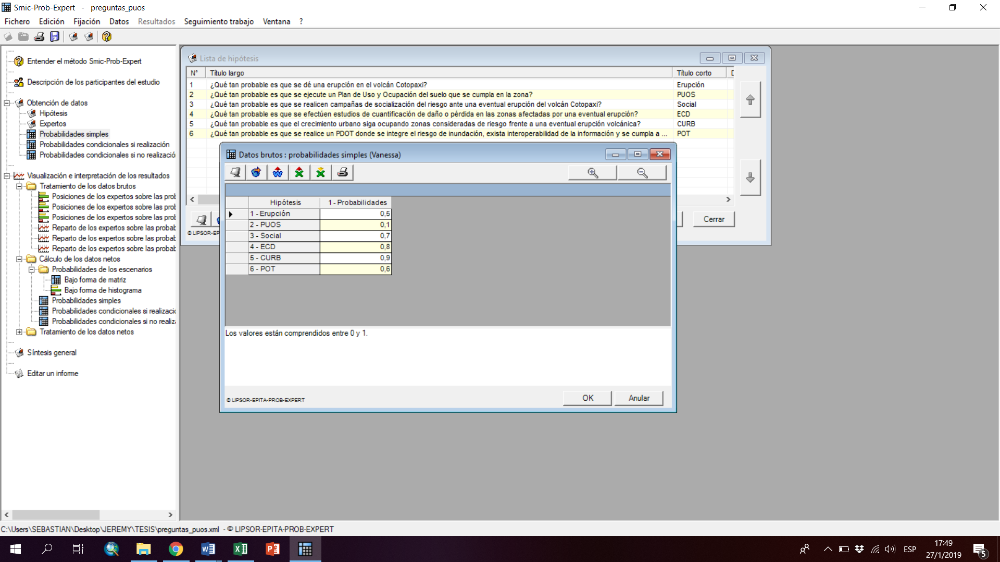 Smic-Prob-Expert - preguntas_puos
Fichero Edición Fijación Datos Resultados Seguimiento trabajo Ventana ?
Entender el método Smic-Prob-Expert
Descripción de los participantes del estudio
Obtención de datos
Hipótesis
Expertos
Probabilidades simples
Probabilidades condicionales si realización
Probabilidades condicionales si no realizació
Visualización e interpretación de los resultados
Tratamiento de los datos brutos
Posiciones de los expertos sobre las prob
Posiciones de los expertos sobre las prob
Posiciones de los expertos sobre las prob
Reparto de los expertos sobre las probab
Reparto de los expertos sobre las probab
Reparto de los expertos sobre las probab
Cálculo de los datos netos
Probabilidades de los escenarios
Bajo forma de matriz
Bajo forma de histograma
Probabilidades simples
Probabilidades condicionales si realizació
Probabilidades condicionales si no realiz
Tratamiento de los datos netos
Síntesis general
Editar un informe
Lista de hipótesis
N° Título largo Título corto
1 ¿Qué tan probable es que se dé una erupción en el volcán Cotopaxi? Erupción
2 ¿Qué tan probable es que se ejecute un Plan de Uso y Ocupación del suelo que se cumpla en la zona? PUOS
3 ¿Qué tan probable es que se realicen campañas de socialización del riesgo ante una eventual erupción del volcán Cotopaxi? Social
4 ¿Qué tan probable es que se efectúen estudios de cuantificación de daño o pérdida en las zonas afectadas por una eventual erupción? ECD
5 ¿Qué tan probable es que el crecimiento urbano siga ocupando zonas consideradas de riesgo frente a una eventual erupción volcánica? CURB
6 ¿Qué tan probable es que se realice un PDOT donde se integre el riesgo de inundación, exista interoperabilidad de la información y se cumpla a ... POT
Cerrar
© LIPSOR-EP
Datos brutos : probabilidades simples (Vanessa)
Hipótesis 1 - Probabilidades
1 - Erupción 0,5
2 - PUOS 0,1
3 - Social 0,7
4 - ECD 0,8
5 - CURB 0,9
6 - POT 0,6
Los valores están comprendidos entre 0 y 1.
© LIPSOR-EPITA-PROB-EXPERT
OK Anular
C:\Users\SEBASTIAN\Desktop\JEREMY\TESIS\preguntas_puos.xml - © LIPSOR-EPITA-PROB-EXPERT
ESP
17:49
27/1/2019
5